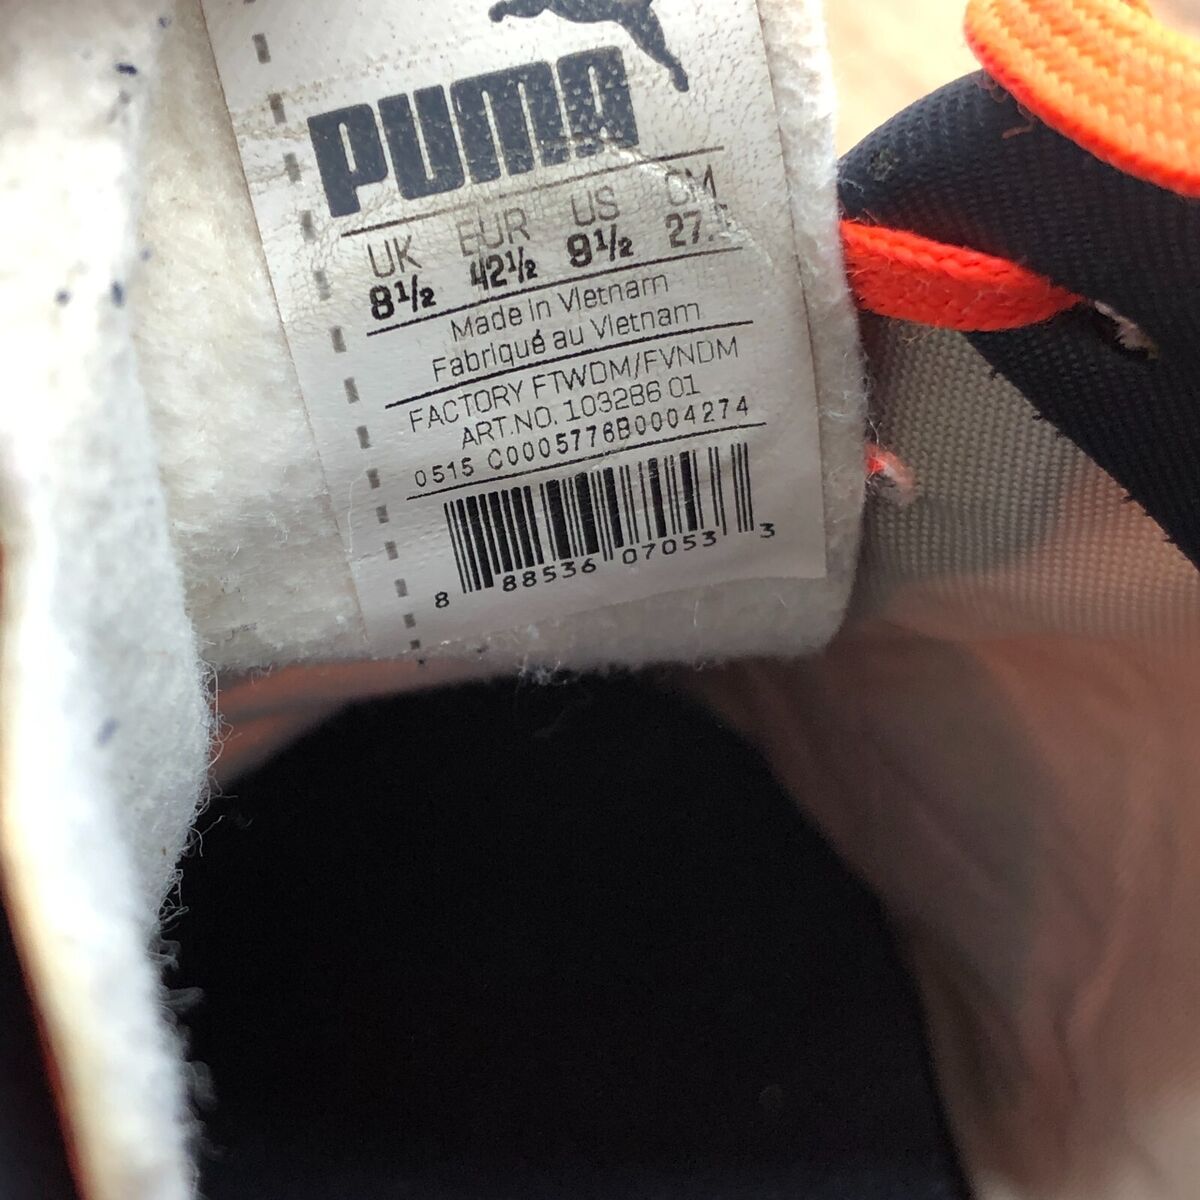 PUMA
UK EUR US CM
8½ 42½ 9½ 27.
Made in Vietnam
Fabriqué au Vietnam
FACTORY FTWDM/FVNDM
ART.NO. 103286 01
0515 C0005776B0004274
8 88536 07053 3